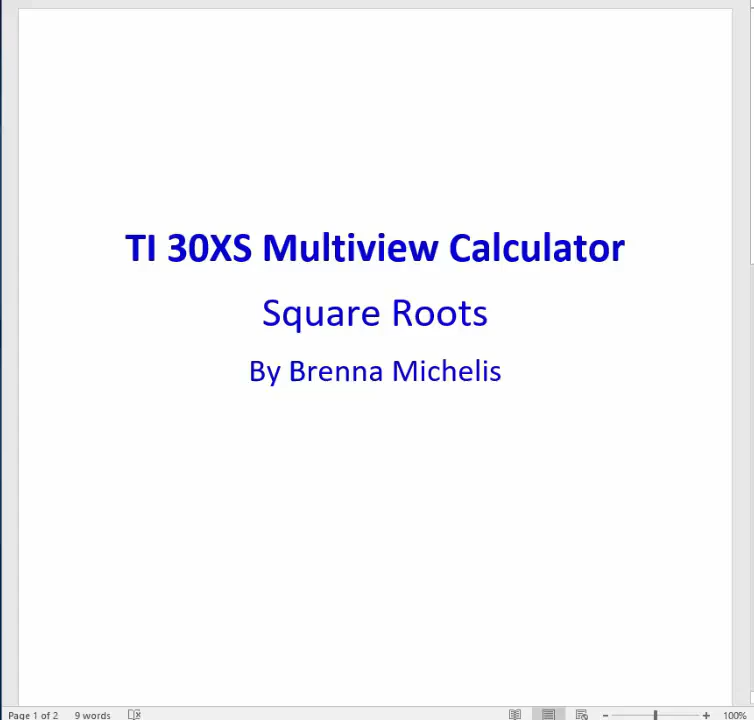 TI 30XS Multiview Calculator
Square Roots
By Brenna Michelis
Page 1 of 2 9 words 100%